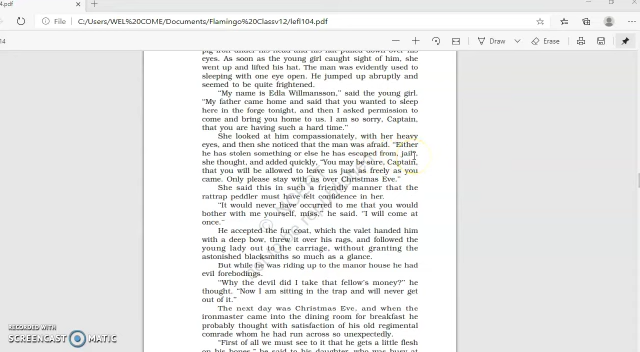 4.pdf
File | C:/Users/WEL%20COME/Documents/Flamingo%20Classv12/lefl104.pdf
14
Draw
Erase
pig iron under his head and his hat pulled down over his
eyes. As soon as the young girl caught sight of him, she
went up and lifted his hat. The man was evidently used to
sleeping with one eye open. He jumped up abruptly and
seemed to be quite frightened.
“My name is Edla Willmansson,” said the young girl.
“My father came home and said that you wanted to sleep
here in the forge tonight, and then I asked permission to
come and bring you home to us. I am so sorry, Captain,
that you are having such a hard time.”
She looked at him compassionately, with her heavy
eyes, and then she noticed that the man was afraid. “Either
he has stolen something or else he has escaped from, jail”,
she thought, and added quickly, “You may be sure, Captain,
that you will be allowed to leave us just as freely as you
came. Only please stay with us over Christmas Eve.”
She said this in such a friendly manner that the
rattrap peddler must have felt confidence in her.
“It would never have occurred to me that you would
bother with me yourself, miss,” he said. “I will come at
once.”
He accepted the fur coat, which the valet handed him
with a deep bow, threw it over his rags, and followed the
young lady out to the carriage, without granting the
astonished blacksmiths so much as a glance.
But while he was riding up to the manor house he had
evil forebodings.
“Why the devil did I take that fellow’s money?” he
thought. “Now I am sitting in the trap and will never get
out of it.”
The next day was Christmas Eve, and when the
ironmaster came into the dining room for breakfast he
probably thought with satisfaction of his old regimental
comrade whom he had run across so unexpectedly.
“First of all we must see to it that he gets a little flesh
on his bones,” he said to his daughter, who was busy at
RECORDED WITH
SCREENCAST MATIC